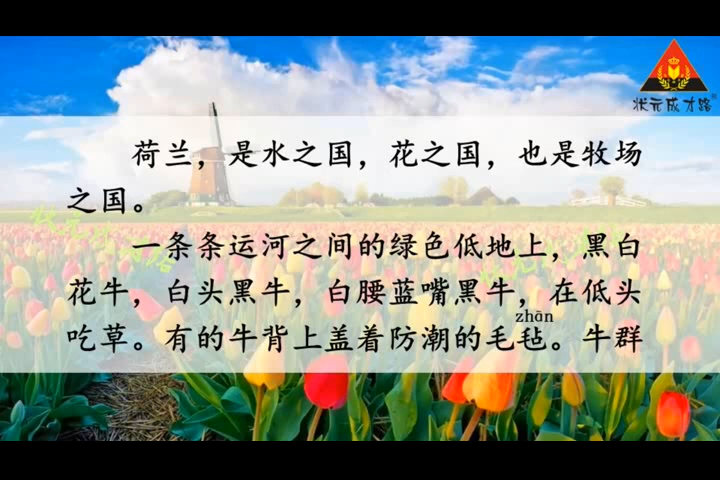 状元成才路®
荷兰，是水之国，花之国，也是牧场
之国。
一条条运河之间的绿色低地上，黑白
花牛，白头黑牛，白腰蓝嘴黑牛，在低头
zhān
吃草。有的牛背上盖着防潮的毛毡。牛群